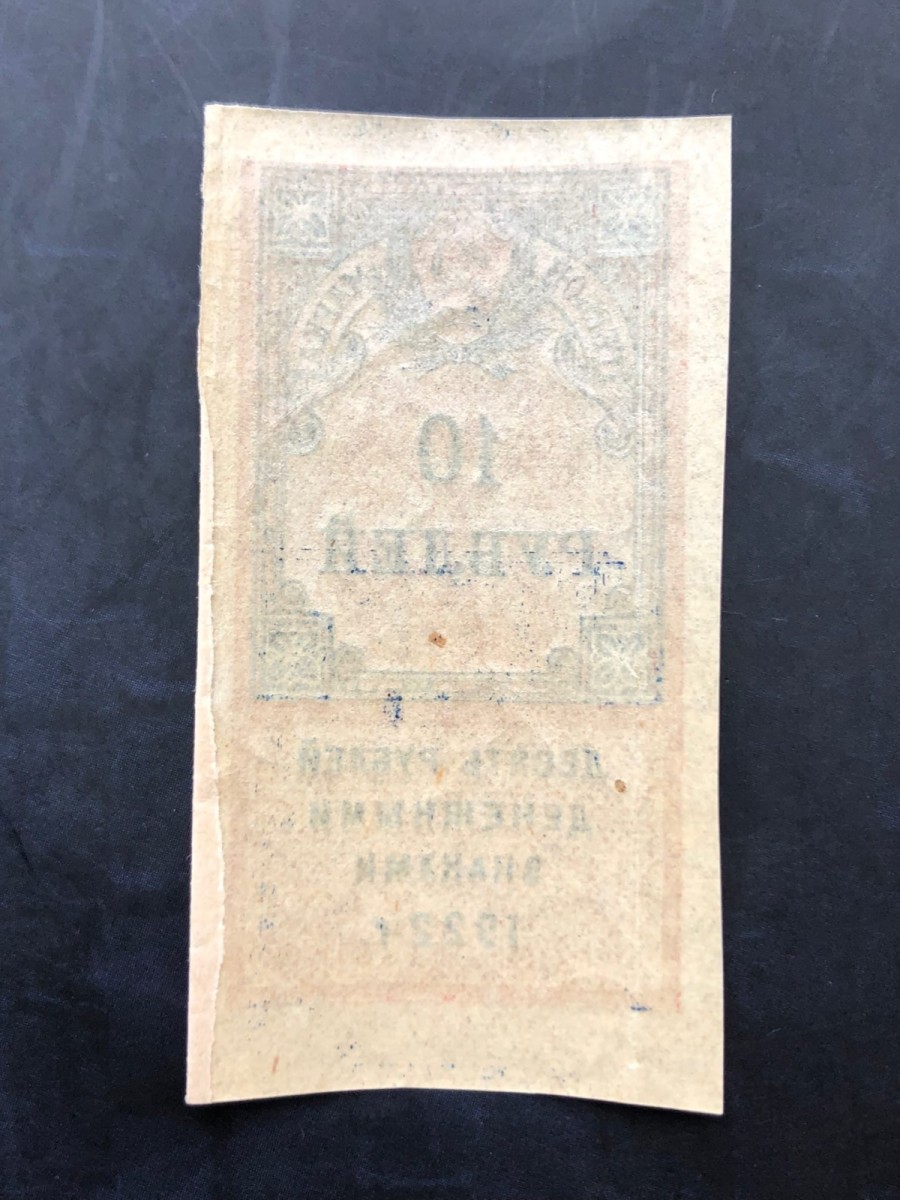 10
РУБЛЕЙ
ДЕСЯТЬ РУБЛЕЙ
ДЕНЕЖНЫМИ
ЗНАКАМИ
1922 г